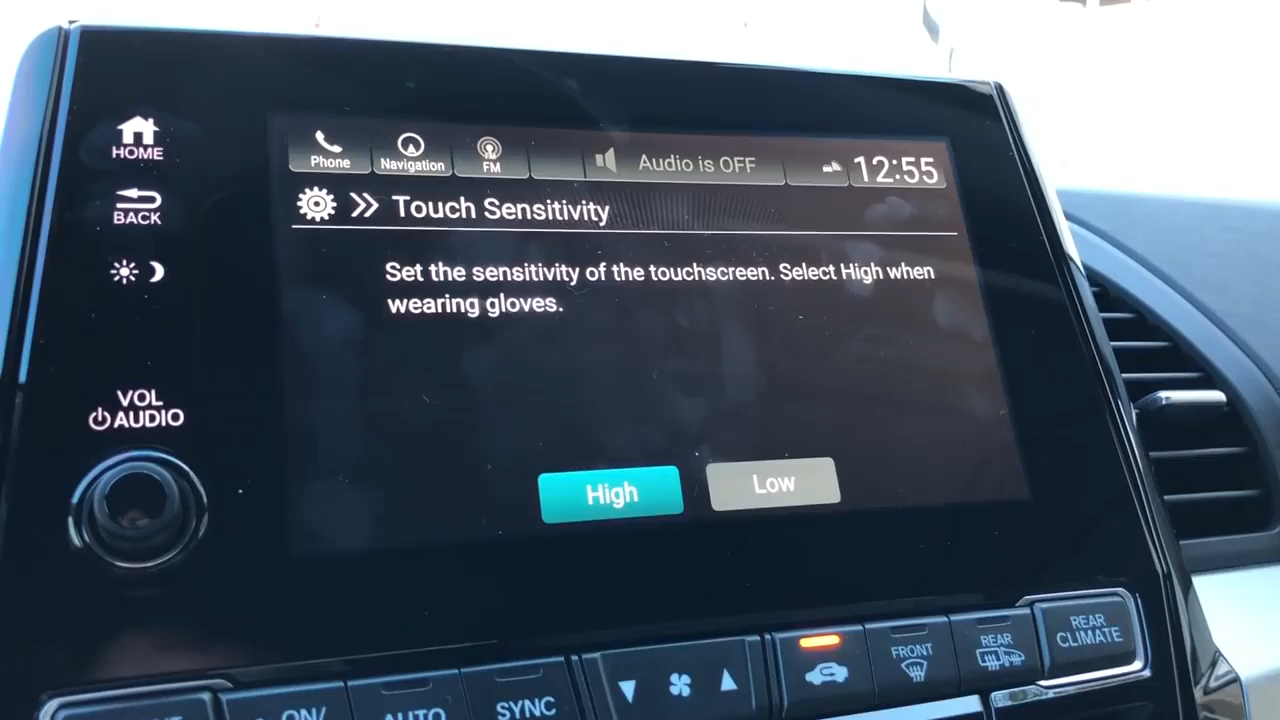 HOME
BACK
VOL
AUDIO
Phone
Navigation
FM
Audio is OFF
12:55
Touch Sensitivity
Set the sensitivity of the touchscreen. Select High when
wearing gloves.
High
Low
ON/
AUTO
SYNC
FRONT
REAR
REAR
CLIMATE